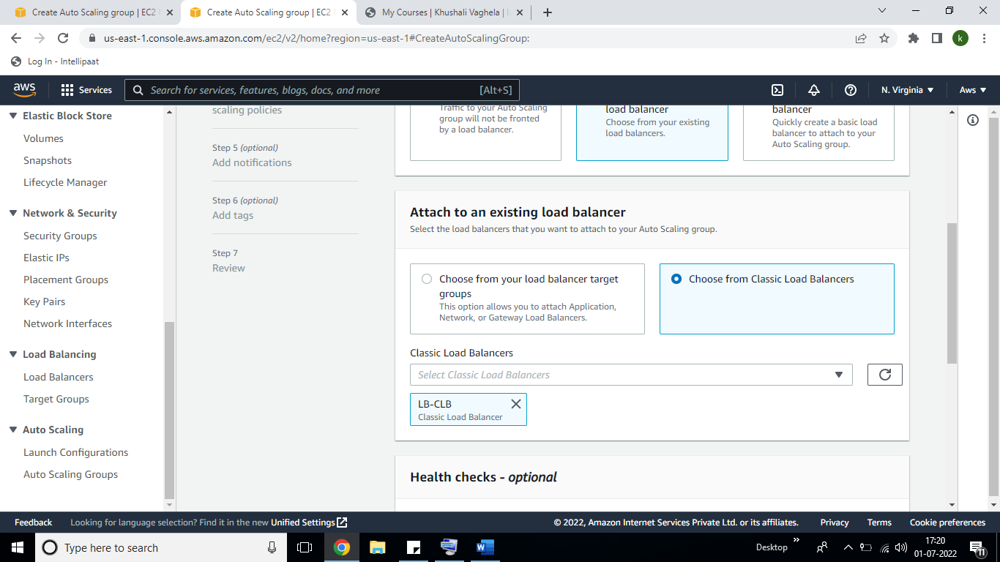 Create Auto Scaling group | EC2
Create Auto Scaling group | EC2
My Courses | Khushali Vaghela |
us-east-1.console.aws.amazon.com/ec2/v2/home?region=us-east-1#CreateAutoScalingGroup:
k
Log In - Intellipaat
aws
Services
Search for services, features, blogs, docs, and more
[Alt+S]
N. Virginia
Aws
Elastic Block Store
Volumes
Snapshots
Lifecycle Manager
Network & Security
Security Groups
Elastic IPs
Placement Groups
Key Pairs
Network Interfaces
Load Balancing
Load Balancers
Target Groups
Auto Scaling
Launch Configurations
Auto Scaling Groups
scaling policies
Step 5 (optional)
Add notifications
Step 6 (optional)
Add tags
Step 7
Review
Traffic to your Auto Scaling
group will not be fronted
by a load balancer.
load balancer
Choose from your existing
load balancers.
balancer
Quickly create a basic load
balancer to attach to your
Auto Scaling group.
Attach to an existing load balancer
Select the load balancers that you want to attach to your Auto Scaling group.
Choose from your load balancer target
groups
This option allows you to attach Application,
Network, or Gateway Load Balancers.
Choose from Classic Load Balancers
Classic Load Balancers
Select Classic Load Balancers
LB-CLB
Classic Load Balancer
Health checks - optional
Feedback
Looking for language selection? Find it in the new Unified Settings
© 2022, Amazon Internet Services Private Ltd. or its affiliates.
Privacy
Terms
Cookie preferences
Type here to search
Desktop
17:20
01-07-2022
11